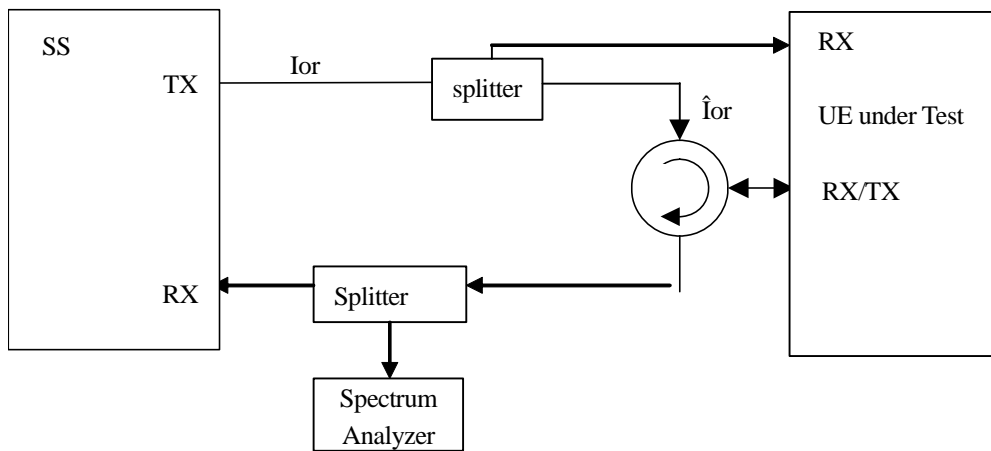 SS
TX
Ior
splitter
RX
Îor
UE under Test
RX/TX
RX
Splitter
Spectrum
Analyzer